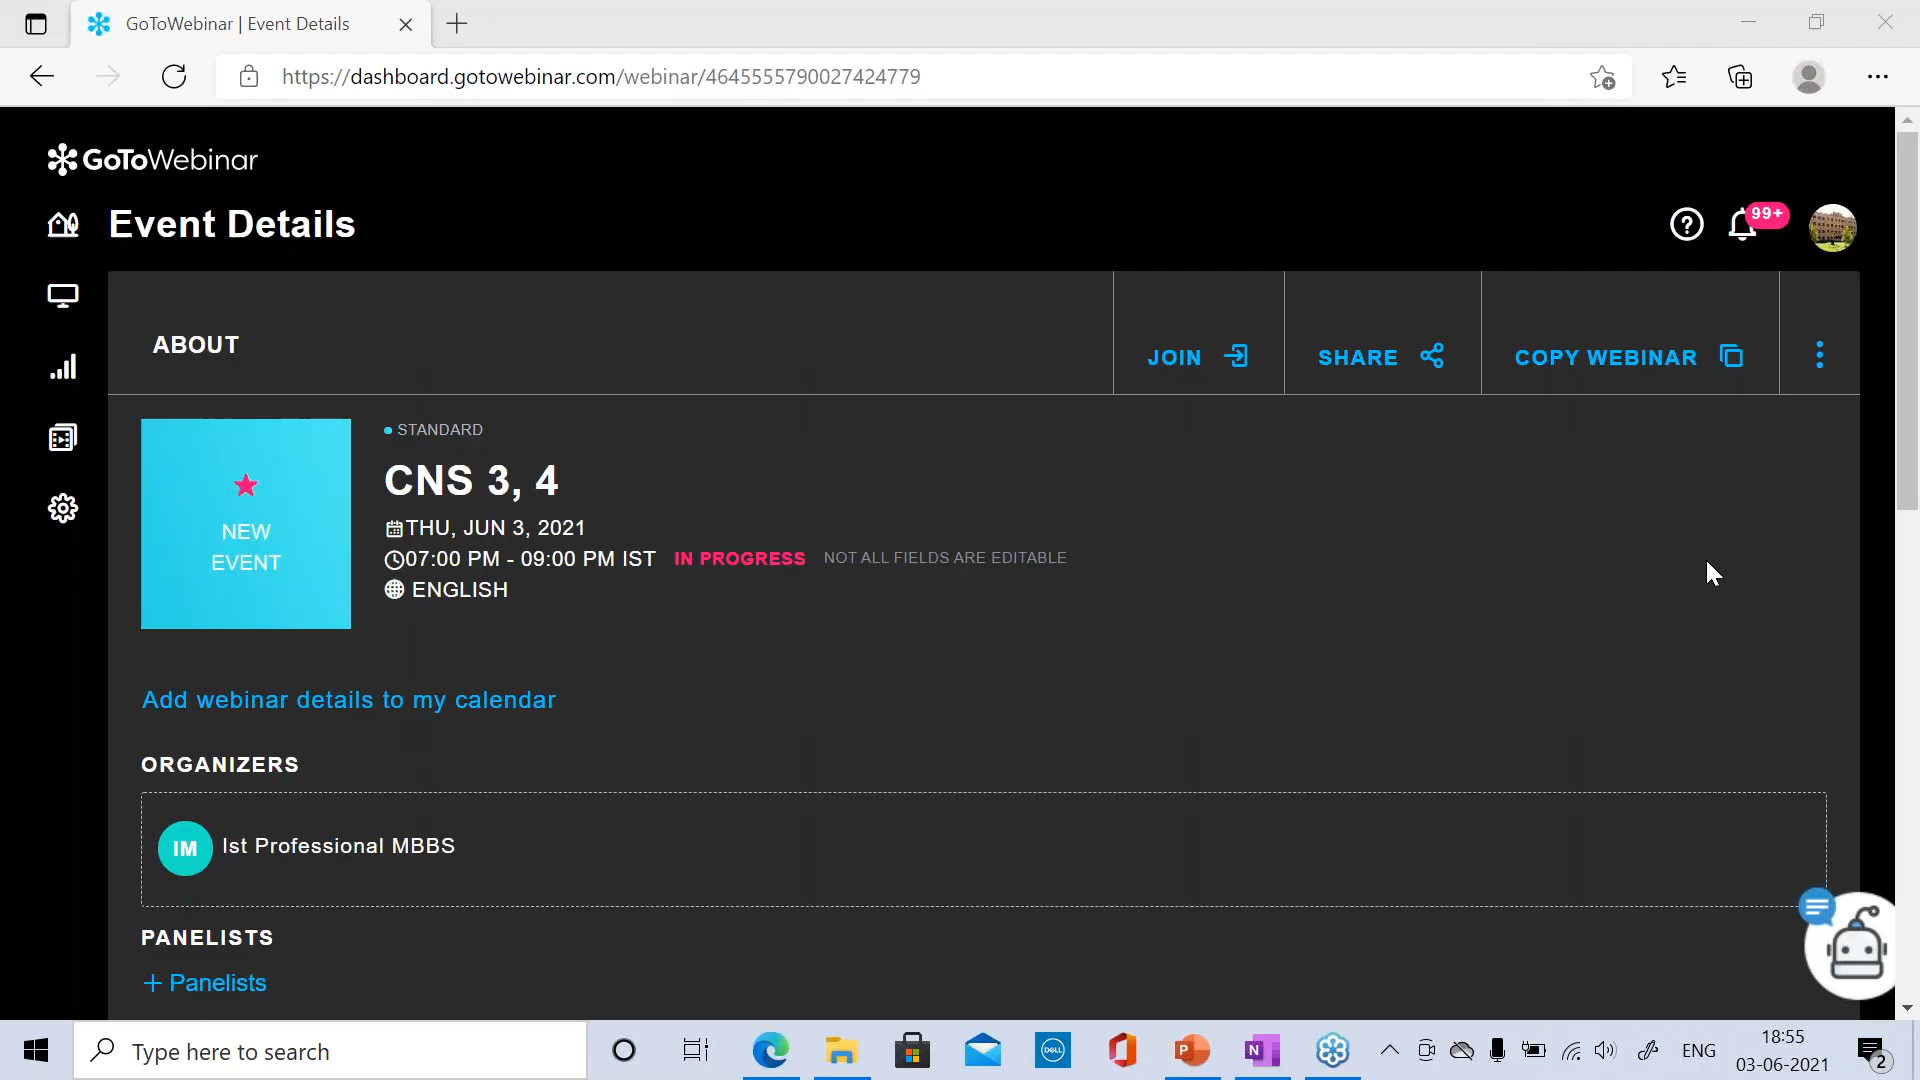 GoToWebinar | Event Details
https://dashboard.gotowebinar.com/webinar/4645555790027424779
GoToWebinar
Event Details
99+
ABOUT
JOIN
SHARE
COPY WEBINAR
NEW
EVENT
STANDARD
CNS 3, 4
THU, JUN 3, 2021
07:00 PM - 09:00 PM IST IN PROGRESS NOT ALL FIELDS ARE EDITABLE
ENGLISH
Add webinar details to my calendar
ORGANIZERS
IM Ist Professional MBBS
PANELISTS
+ Panelists
Type here to search
DELL
P
N
ENG
18:55
03-06-2021
2